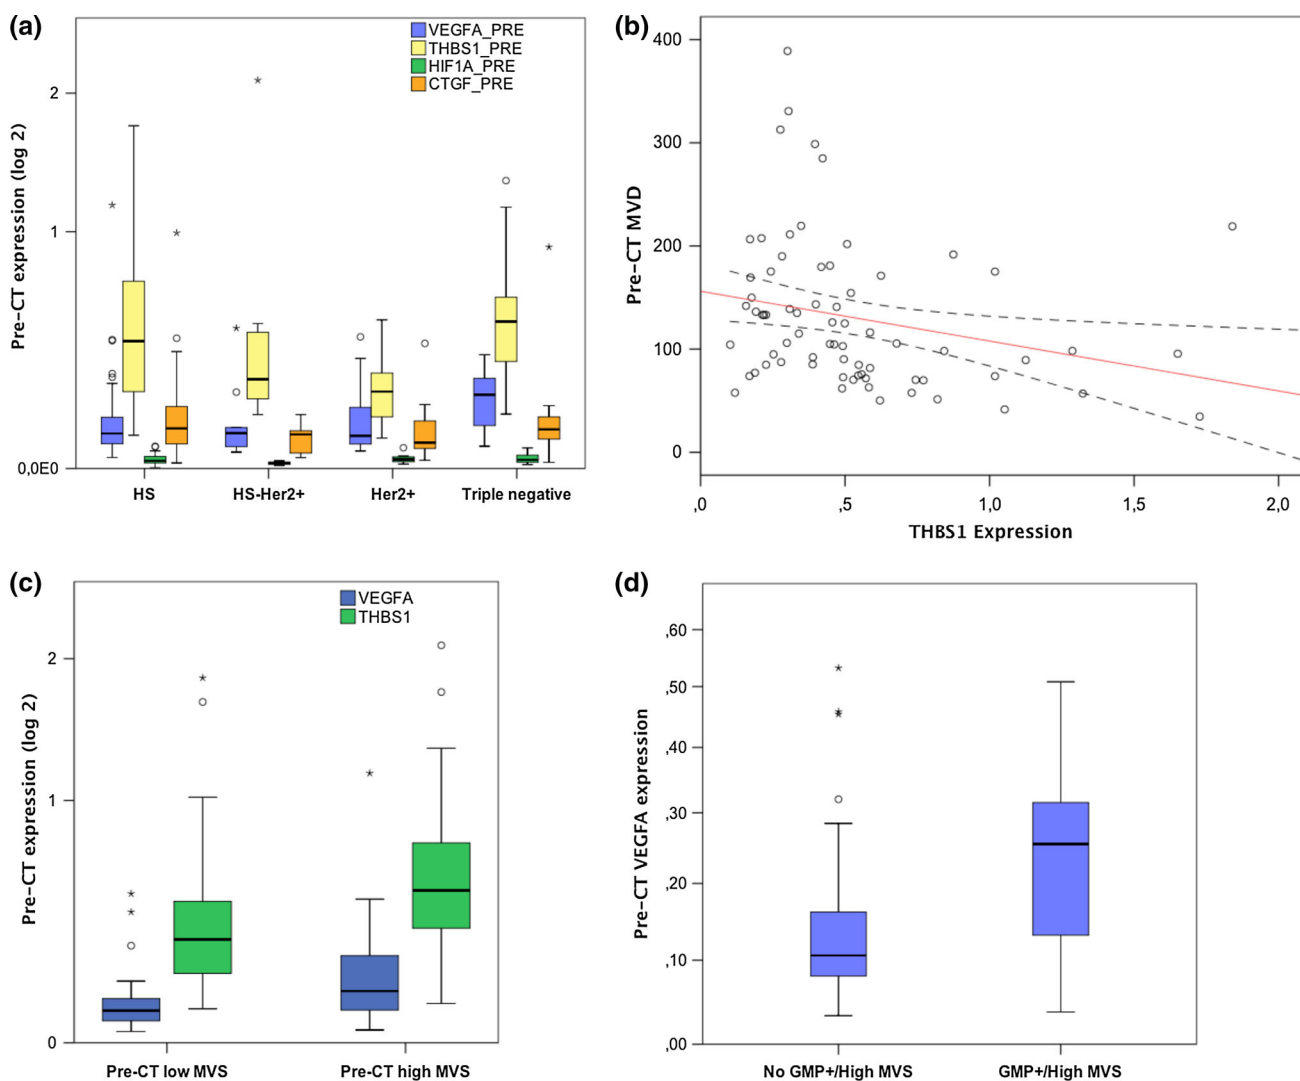 (a)
VEGFA_PRE
THBS1_PRE
HIF1A_PRE
CTGF_PRE
Pre-CT expression (log 2)
2
1
0,0E0
HS
HS-Her2+
Her2+
Triple negative
(b)
Pre-CT MVD
400
300
200
100
0
,0
,5
1,0
1,5
2,0
THBS1 Expression
(c)
VEGFA
THBS1
Pre-CT expression (log 2)
2
1
0
Pre-CT low MVS
Pre-CT high MVS
(d)
Pre-CT VEGFA expression
,60
,50
,40
,30
,20
,10
,00
No GMP+/High MVS
GMP+/High MVS